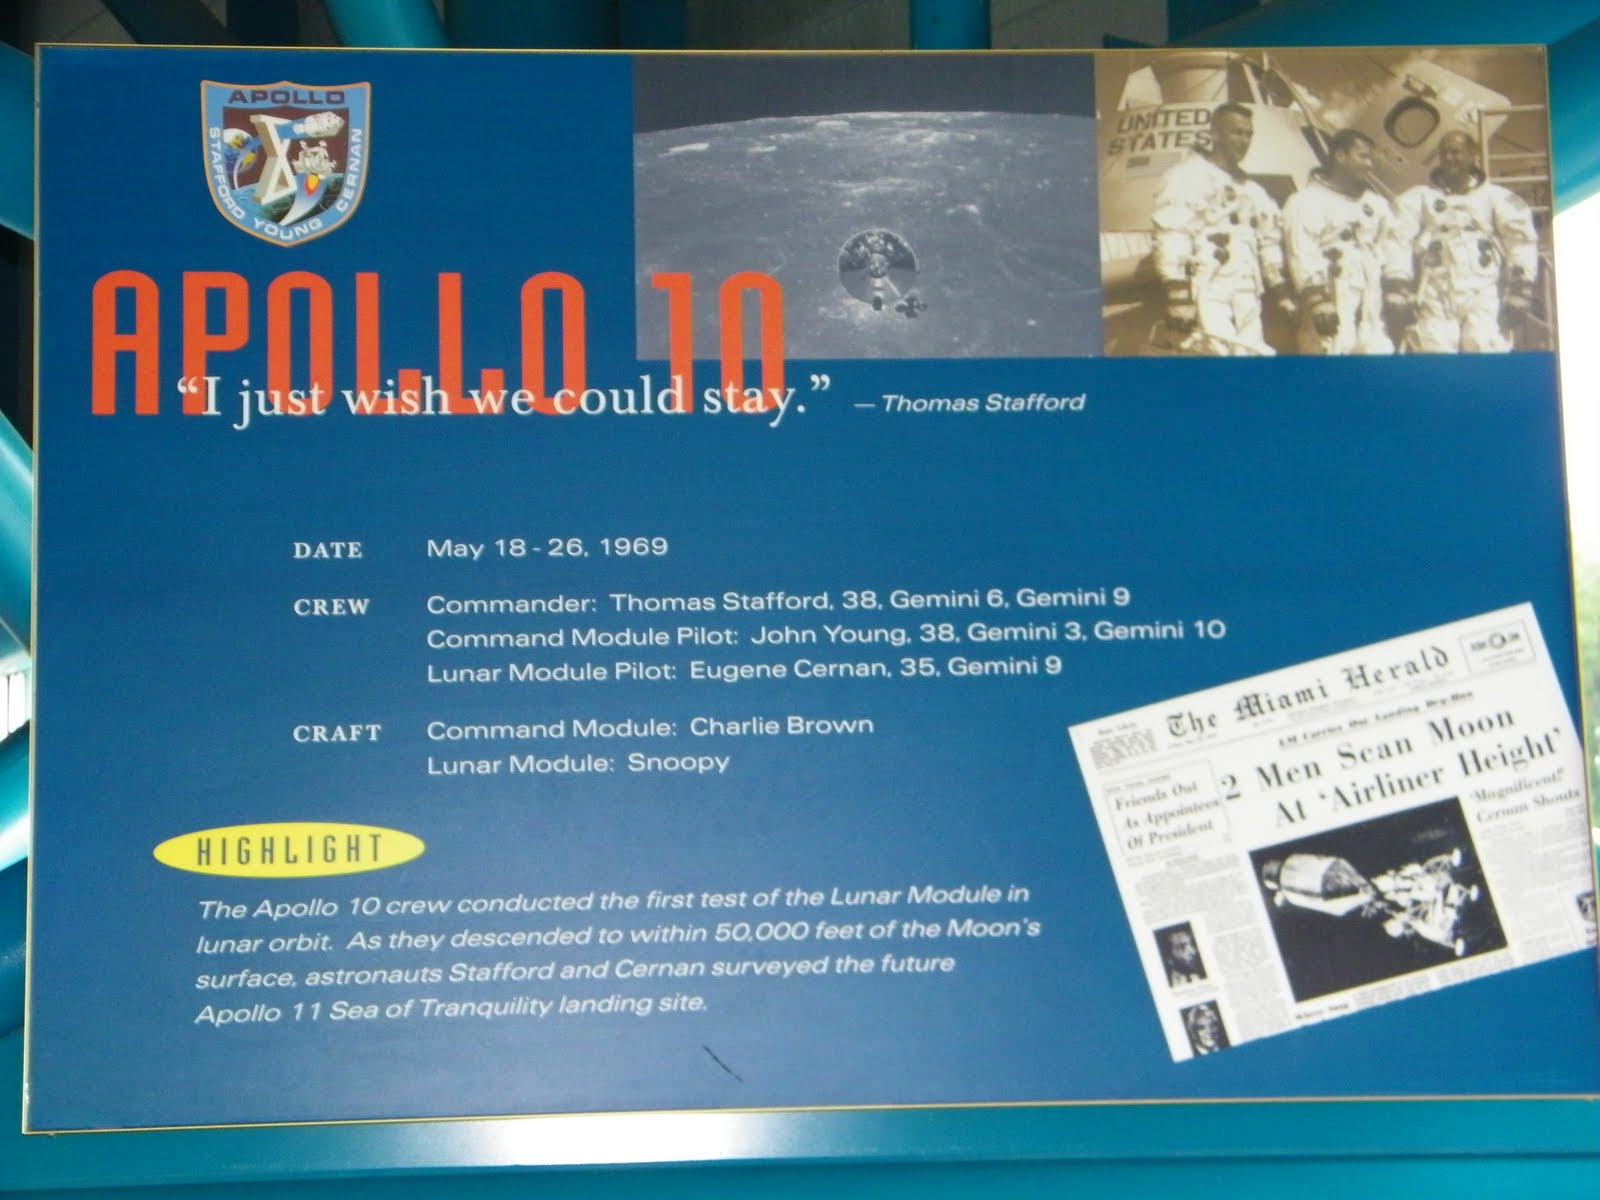 APOLLO
STAFFORD YOUNG CERNAN
UNITED
STATES
APOLLO 10
“I just wish we could stay.” — Thomas Stafford
DATE May 18 - 26, 1969
CREW Commander: Thomas Stafford, 38, Gemini 6, Gemini 9
Command Module Pilot: John Young, 38, Gemini 3, Gemini 10
Lunar Module Pilot: Eugene Cernan, 35, Gemini 9
CRAFT Command Module: Charlie Brown
Lunar Module: Snoopy
HIGHLIGHT
The Apollo 10 crew conducted the first test of the Lunar Module in
lunar orbit. As they descended to within 50,000 feet of the Moon's
surface, astronauts Stafford and Cernan surveyed the future
Apollo 11 Sea of Tranquility landing site.
The Miami Herald
LM Carries Out Landing Dry-Run
2 Men Scan Moon
At ‘Airliner Height’
Friends Out
As Appointees
Of President
'Magnificent!'
Cernan Shouts